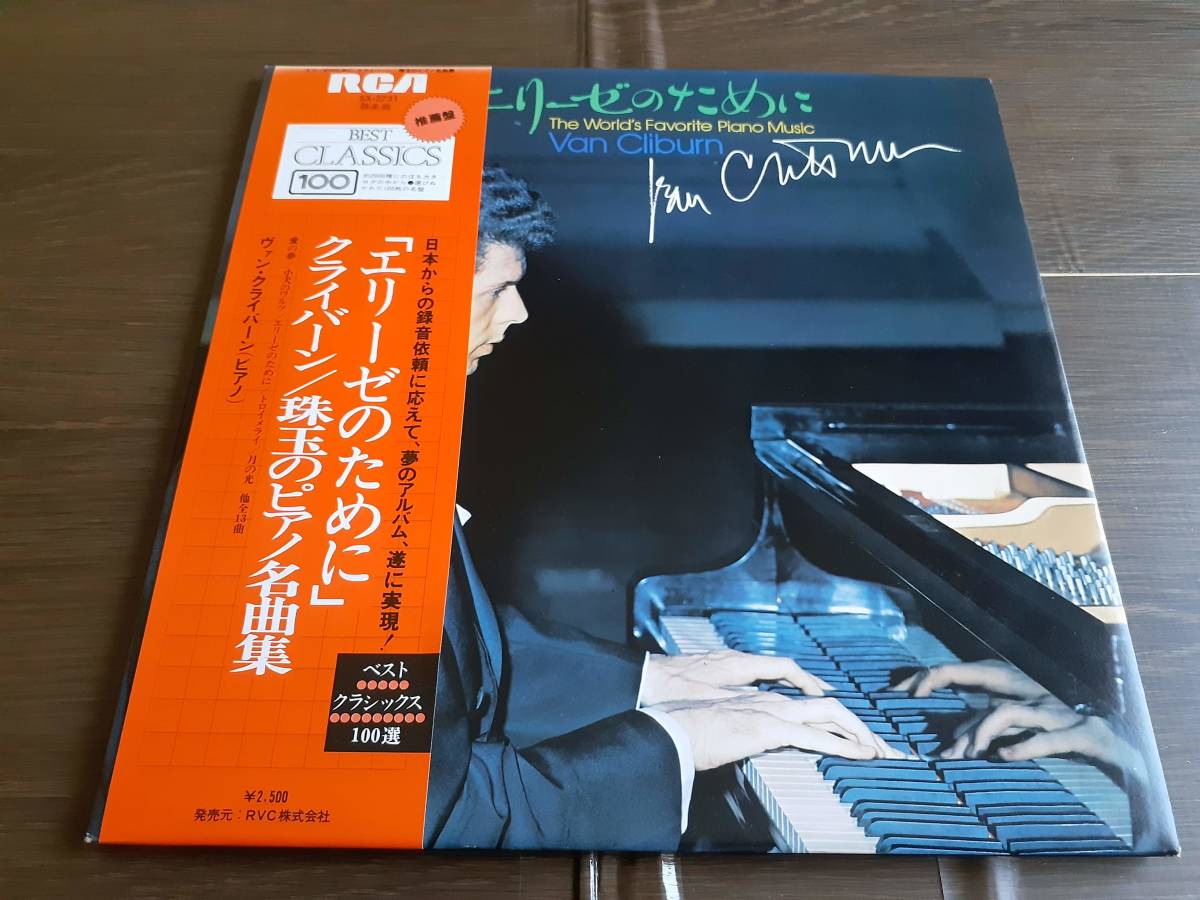 RCA
SX-2731
推薦盤
BEST
CLASSICS
100
エリーゼのために
The World's Favorite Piano Music
Van Cliburn
Van Cliburn
日本からの録音依頼に応えて、夢のアルバム、遂に実現!
「エリーゼのために」
クライバーン/珠玉のピアノ名曲集
愛の夢 小犬のワルツ/エリーゼのために/トロイメライ/月の光 他全13曲
ヴァン・クライバーン(ピアノ)
ベスト
クラシックス
100選
¥2,500
発売元:RVC株式会社